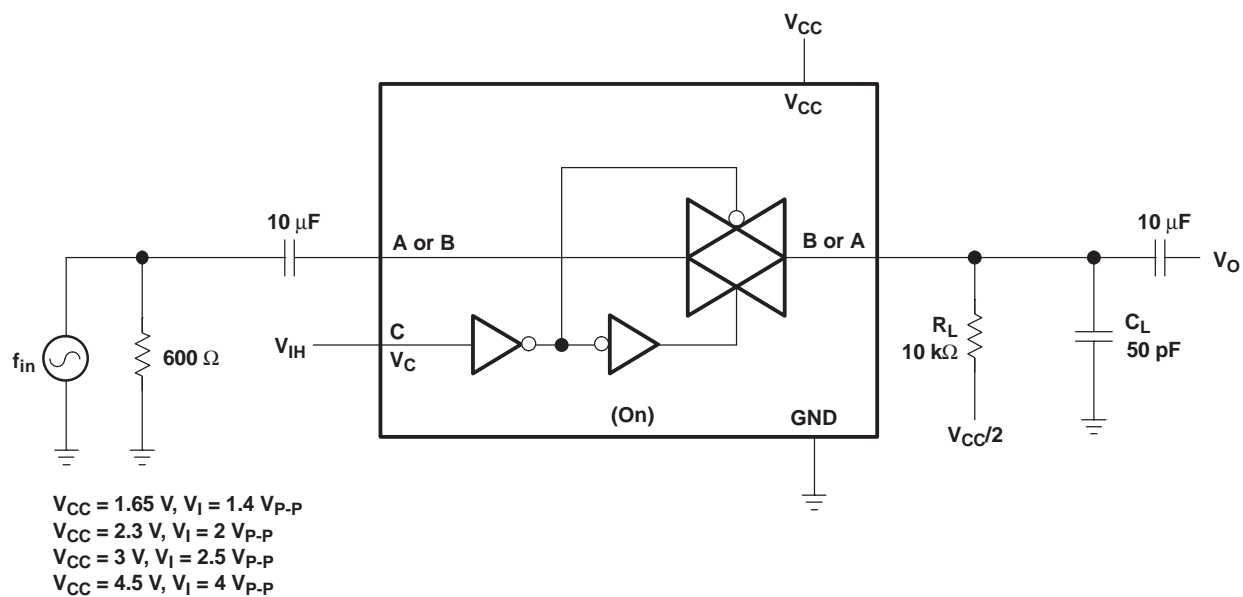 VCC
VCC
10 μF
A or B
B or A
10 μF
VO
fin
600 Ω
VIH
C
VC
RL
10 kΩ
CL
50 pF
(On)
GND
VCC/2
VCC = 1.65 V, VI = 1.4 VP-P
VCC = 2.3 V, VI = 2 VP-P
VCC = 3 V, VI = 2.5 VP-P
VCC = 4.5 V, VI = 4 VP-P